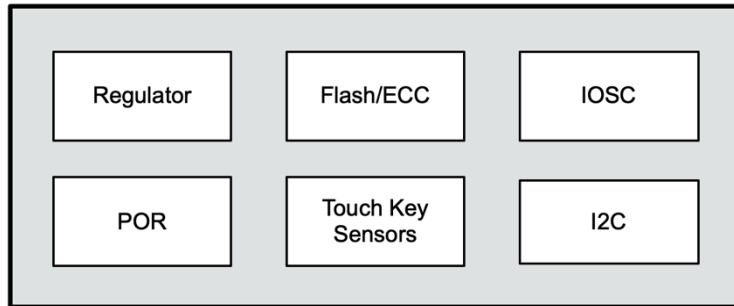 Regulator
Flash/ECC
IOSC
POR
Touch Key
Sensors
I2C